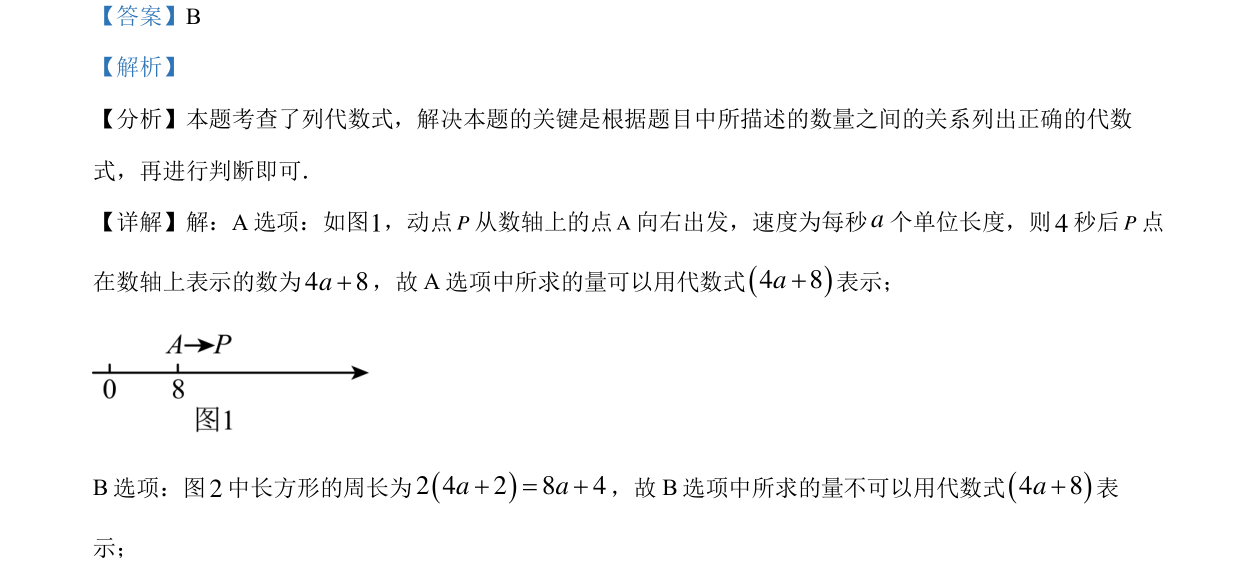 【答案】B
【解析】
【分析】本题考查了列代数式，解决本题的关键是根据题目中所描述的数量之间的关系列出正确的代数
式，再进行判断即可．
【详解】解：A 选项：如图1，动点 P 从数轴上的点 A 向右出发，速度为每秒 a 个单位长度，则 4 秒后 P 点
在数轴上表示的数为 4a+8，故 A 选项中所求的量可以用代数式(4a+8)表示；
A→P
0 8
图1
B 选项：图 2 中长方形的周长为 2(4a+2)=8a+4，故 B 选项中所求的量不可以用代数式(4a+8)表
示；